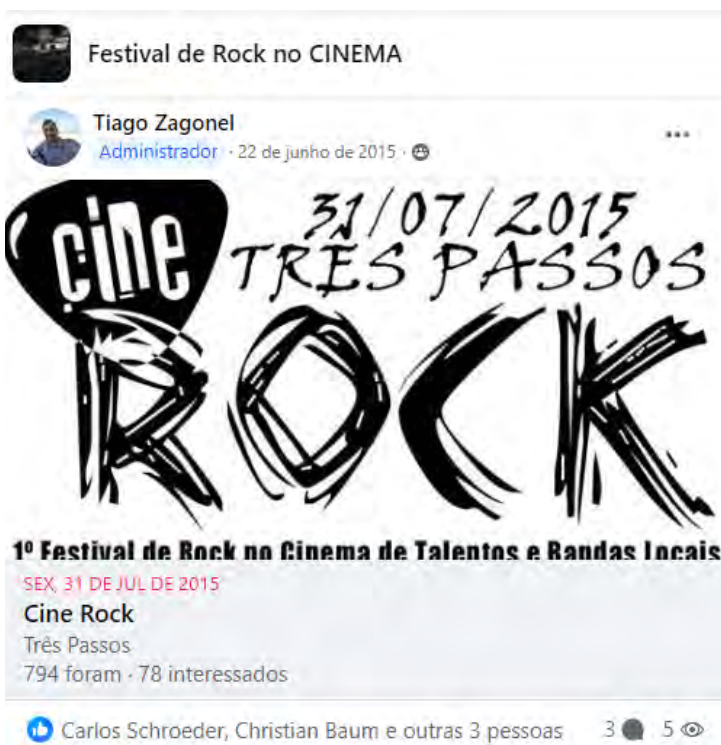 Festival de Rock no CINEMA
Tiago Zagonel
Administrador · 22 de junho de 2015 ·
31/07/2015
çine TRÊS PASSOS
ROCK
1º Festival de Rock no Cinema de Talentos e Bandas Locais
SEX, 31 DE JUL DE 2015
Cine Rock
Três Passos
794 foram · 78 interessados
Carlos Schroeder, Christian Baum e outras 3 pessoas 3 5